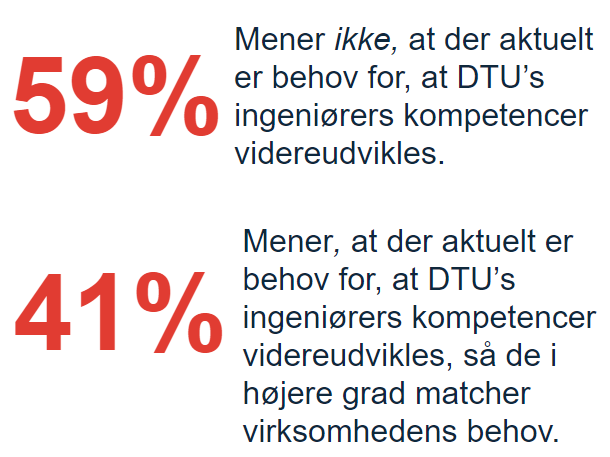 59%
Mener ikke, at der aktuelt
er behov for, at DTU’s
ingeniørers kompetencer
videreudvikles.
41%
Mener, at der aktuelt er
behov for, at DTU’s
ingeniørers kompetencer
videreudvikles, så de i
højere grad matcher
virksomhedens behov.